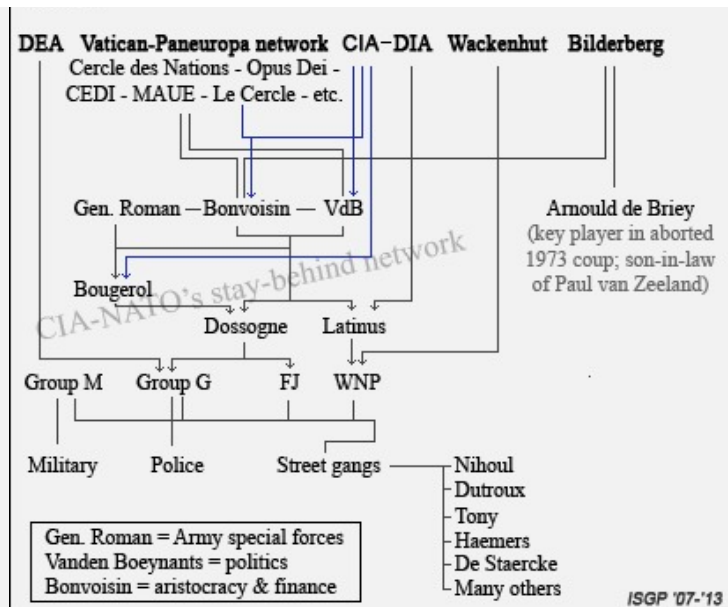 DEA Vatican-Paneuropa network CIA-DIA Wackenhut Bilderberg
Cercle des Nations - Opus Dei -
CEDI - MAUE - Le Cercle - etc.
Gen. Roman — Bonvoisin — VdB
Arnould de Briey
(key player in aborted
1973 coup; son-in-law
of Paul van Zeeland)
CIA-NATO's stay-behind network
Bougerol
Dossogne Latinus
Group M Group G FJ WNP
Military Police Street gangs
Nihoul
Dutroux
Tony
Haemers
De Staercke
Many others
Gen. Roman = Army special forces
Vanden Boeynants = politics
Bonvoisin = aristocracy & finance
ISGP '07-'13